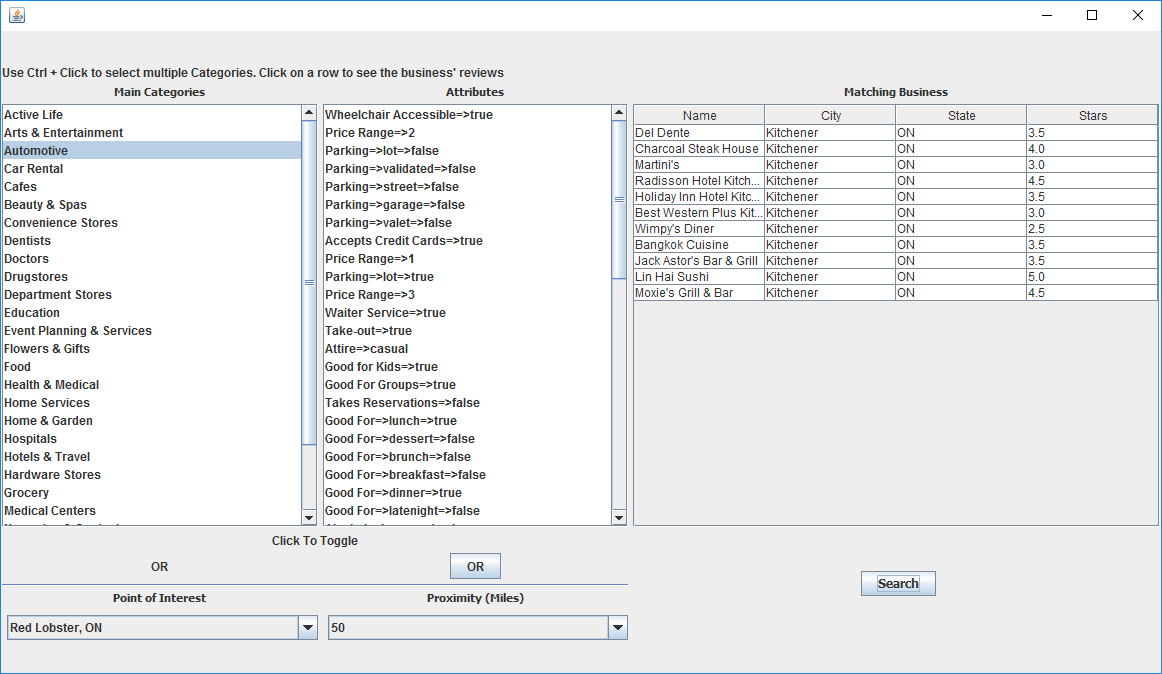 Use Ctrl + Click to select multiple Categories. Click on a row to see the business' reviews
Main Categories
Active Life
Arts & Entertainment
Automotive
Car Rental
Cafes
Beauty & Spas
Convenience Stores
Dentists
Doctors
Drugstores
Department Stores
Education
Event Planning & Services
Flowers & Gifts
Food
Health & Medical
Home Services
Home & Garden
Hospitals
Hotels & Travel
Hardware Stores
Grocery
Medical Centers
Attributes
Wheelchair Accessible=>true
Price Range=>2
Parking=>lot=>false
Parking=>validated=>false
Parking=>street=>false
Parking=>garage=>false
Parking=>valet=>false
Accepts Credit Cards=>true
Price Range=>1
Parking=>lot=>true
Price Range=>3
Waiter Service=>true
Take-out=>true
Attire=>casual
Good for Kids=>true
Good For Groups=>true
Takes Reservations=>false
Good For=>lunch=>true
Good For=>dessert=>false
Good For=>brunch=>false
Good For=>breakfast=>false
Good For=>dinner=>true
Good For=>latenight=>false
Matching Business
Name City State Stars
Del Dente Kitchener ON 3.5
Charcoal Steak House Kitchener ON 4.0
Martini's Kitchener ON 3.0
Radisson Hotel Kitch... Kitchener ON 4.5
Holiday Inn Hotel Kitc... Kitchener ON 3.5
Best Western Plus Kit... Kitchener ON 3.0
Wimpy's Diner Kitchener ON 2.5
Bangkok Cuisine Kitchener ON 3.5
Jack Astor's Bar & Grill Kitchener ON 3.5
Lin Hai Sushi Kitchener ON 5.0
Moxie's Grill & Bar Kitchener ON 4.5
Click To Toggle
OR OR
Search
Point of Interest Proximity (Miles)
Red Lobster, ON 50